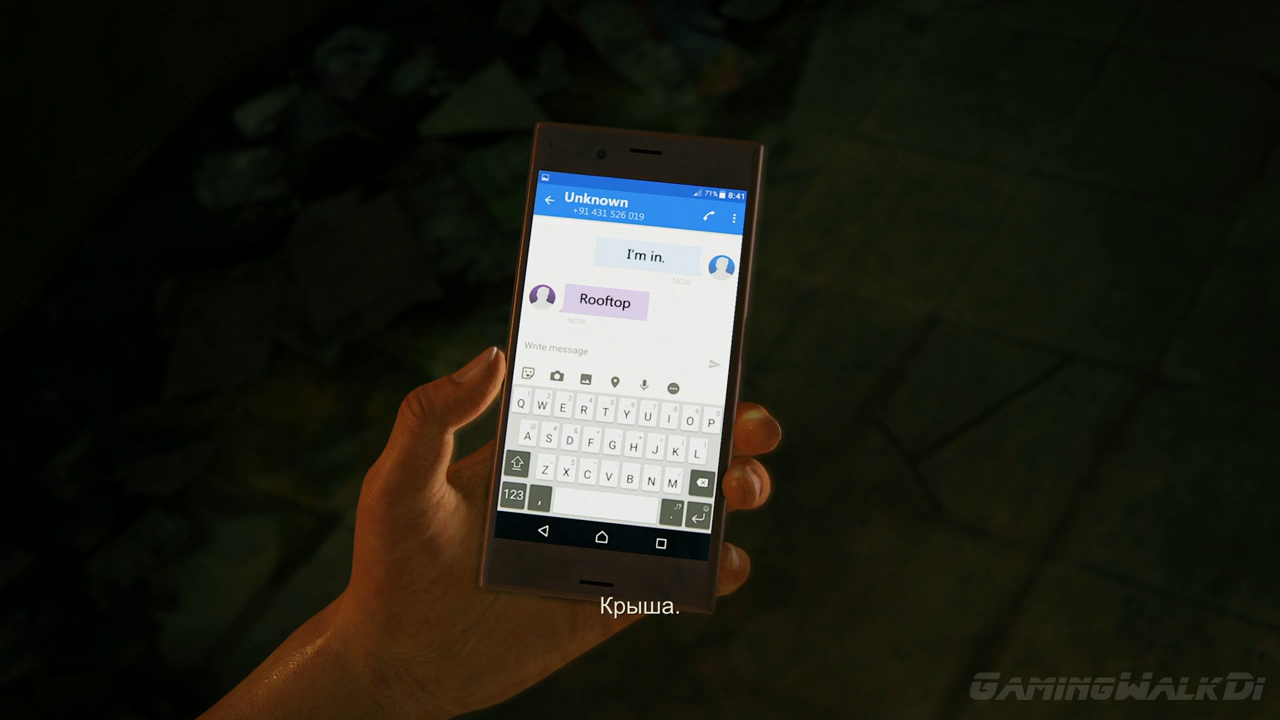 71% 8:41
Unknown
+91 431 526 019
I'm in.
NOW
Rooftop
NOW
Write message
Q W E R T Y U I O P
A S D F G H J K L
Z X C V B N M
123 , .
Крыша.
GamingWalkDi